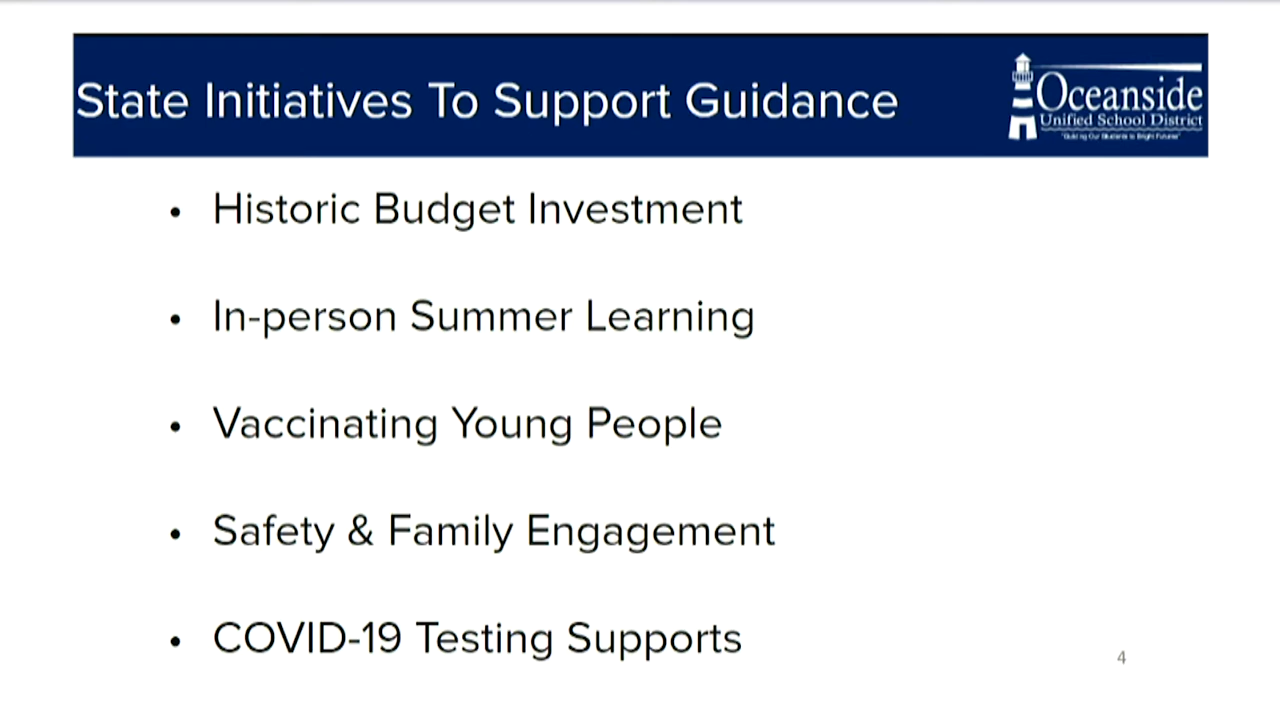 State Initiatives To Support Guidance
Oceanside
Unified School District
• Historic Budget Investment
• In-person Summer Learning
• Vaccinating Young People
• Safety & Family Engagement
• COVID-19 Testing Supports
4